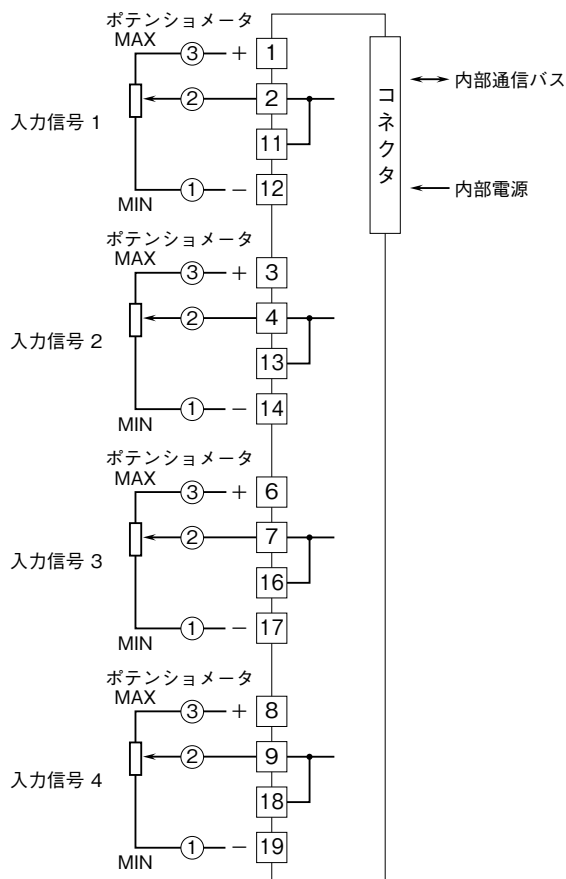 ポテンショメータ
MAX
③ + 1
② 2
11
入力信号 1
① − 12
MIN
コネクタ
内部通信バス
内部電源
ポテンショメータ
MAX
③ + 3
② 4
入力信号 2
13
① − 14
MIN
ポテンショメータ
MAX
③ + 6
② 7
入力信号 3
16
① − 17
MIN
ポテンショメータ
MAX
③ + 8
② 9
入力信号 4
18
① − 19
MIN